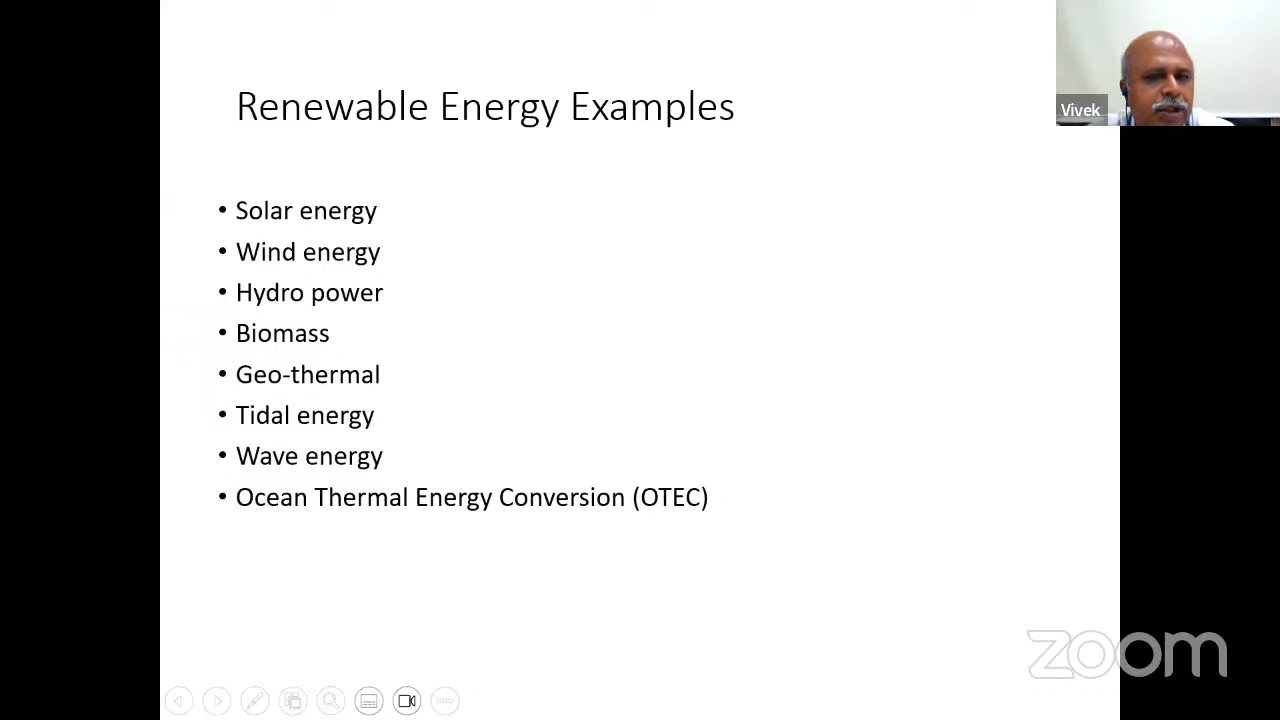 Renewable Energy Examples
Vivek
• Solar energy
• Wind energy
• Hydro power
• Biomass
• Geo-thermal
• Tidal energy
• Wave energy
• Ocean Thermal Energy Conversion (OTEC)
zoom